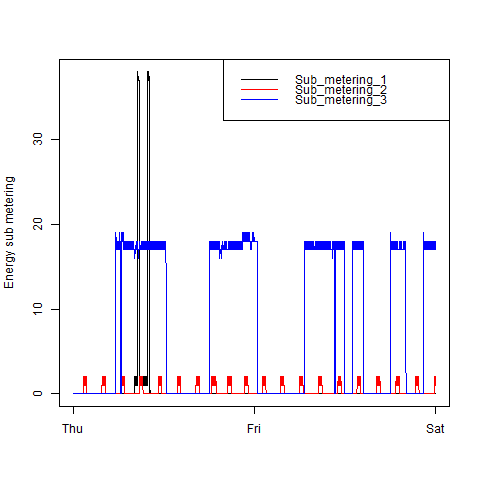 Sub_metering_1
Sub_metering_2
Sub_metering_3
Energy sub metering
30
20
10
0
Thu
Fri
Sat